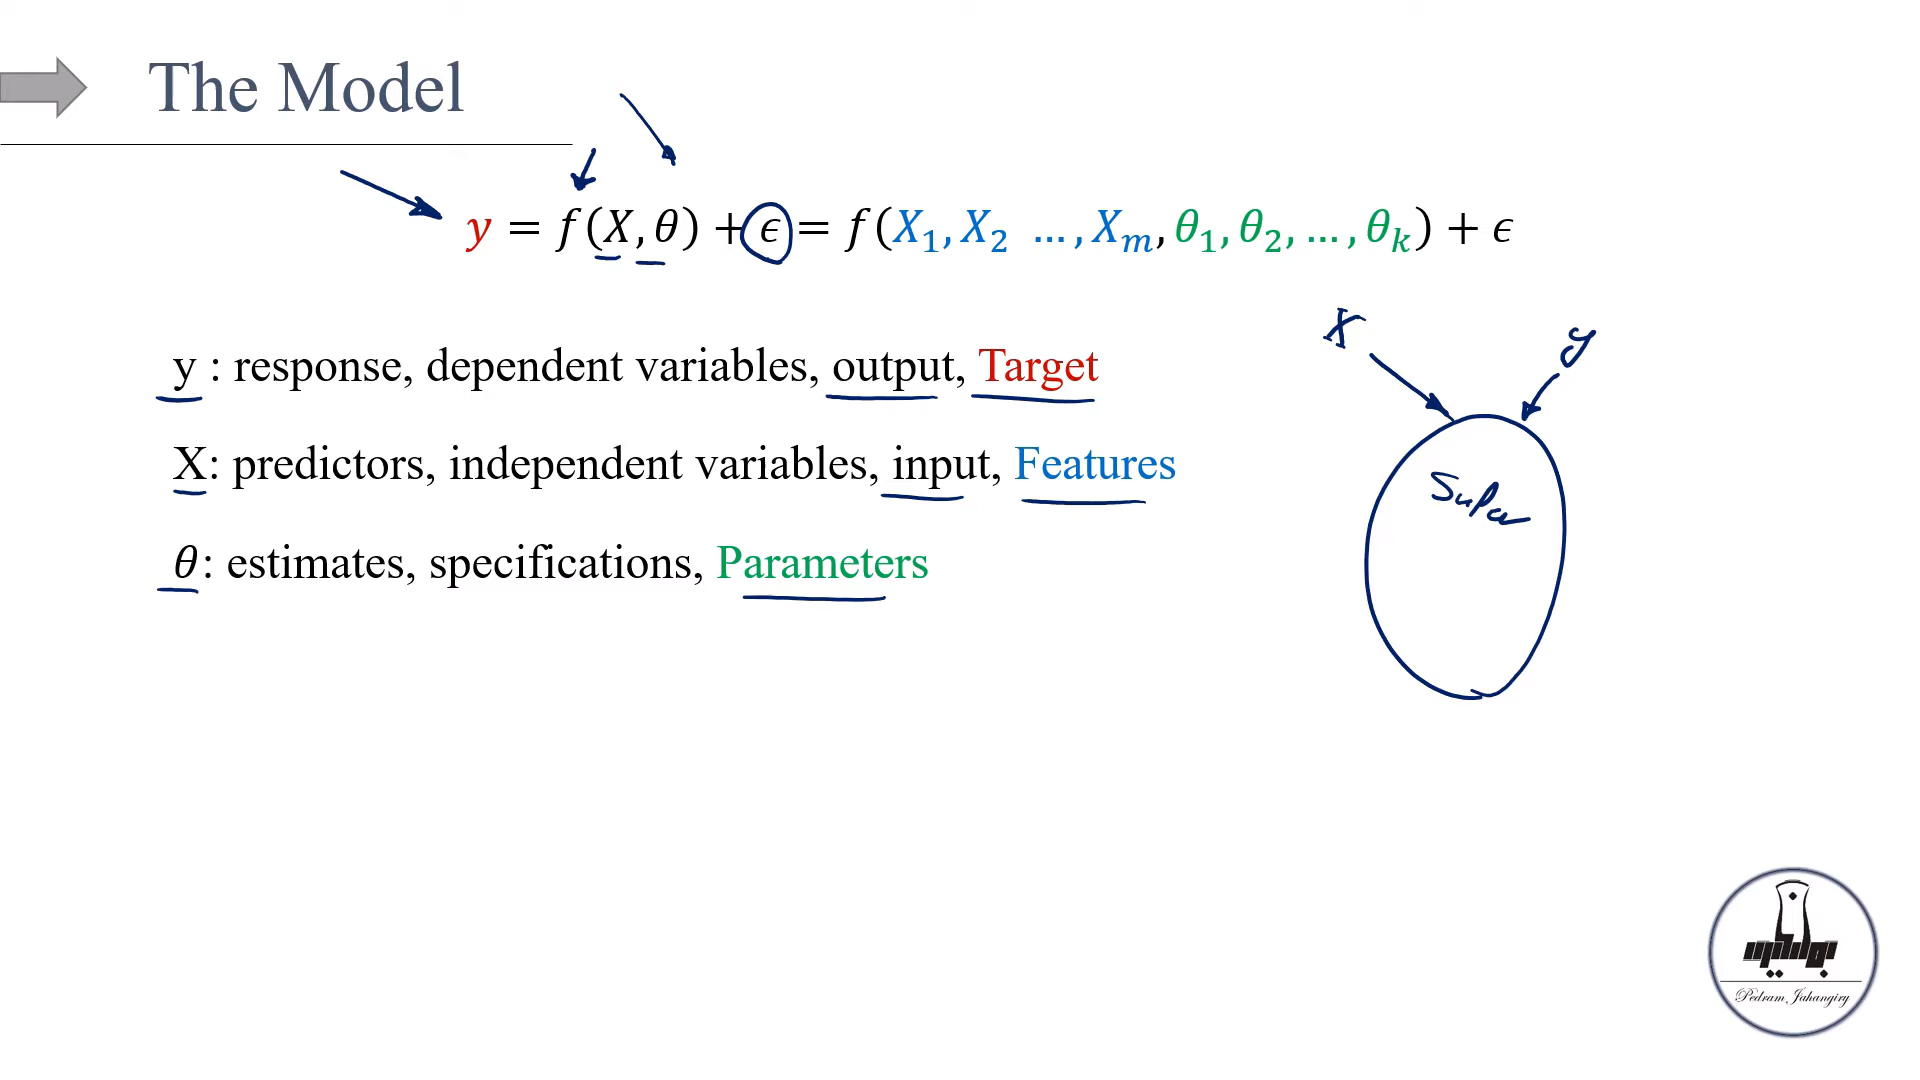 The Model
y = f(X, θ) + ϵ = f(X₁, X₂ …, Xₘ, θ₁, θ₂, …, θₖ) + ϵ
X
y
y : response, dependent variables, output, Target
X: predictors, independent variables, input, Features
θ: estimates, specifications, Parameters
Pedram Jahangiry